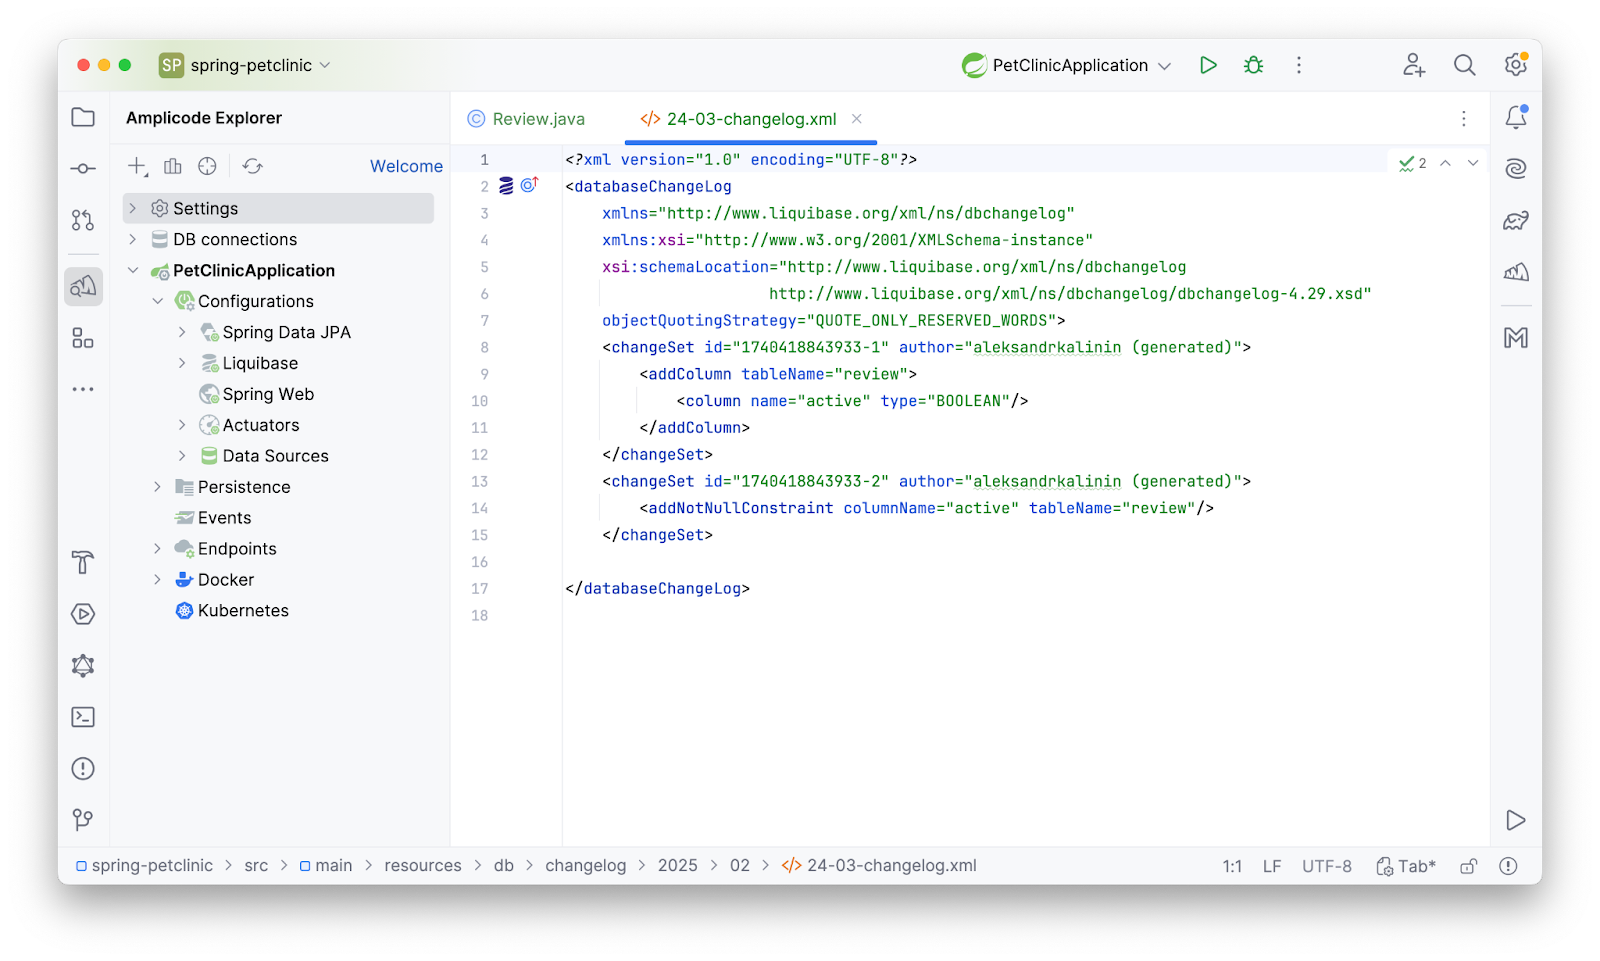 SP spring-petclinic
PetClinicApplication
Amplicode Explorer
Welcome
Settings
DB connections
PetClinicApplication
Configurations
Spring Data JPA
Liquibase
Spring Web
Actuators
Data Sources
Persistence
Events
Endpoints
Docker
Kubernetes
Review.java
</> 24-03-changelog.xml
2
1 <?xml version="1.0" encoding="UTF-8"?>
2 <databaseChangeLog
3 xmlns="http://www.liquibase.org/xml/ns/dbchangelog"
4 xmlns:xsi="http://www.w3.org/2001/XMLSchema-instance"
5 xsi:schemaLocation="http://www.liquibase.org/xml/ns/dbchangelog
6 http://www.liquibase.org/xml/ns/dbchangelog/dbchangelog-4.29.xsd"
7 objectQuotingStrategy="QUOTE_ONLY_RESERVED_WORDS">
8 <changeSet id="1740418843933-1" author="aleksandrkalinin (generated)">
9 <addColumn tableName="review">
10 <column name="active" type="BOOLEAN"/>
11 </addColumn>
12 </changeSet>
13 <changeSet id="1740418843933-2" author="aleksandrkalinin (generated)">
14 <addNotNullConstraint columnName="active" tableName="review"/>
15 </changeSet>
16
17 </databaseChangeLog>
18
spring-petclinic > src > main > resources > db > changelog > 2025 > 02 > </> 24-03-changelog.xml
1:1 LF UTF-8 Tab*